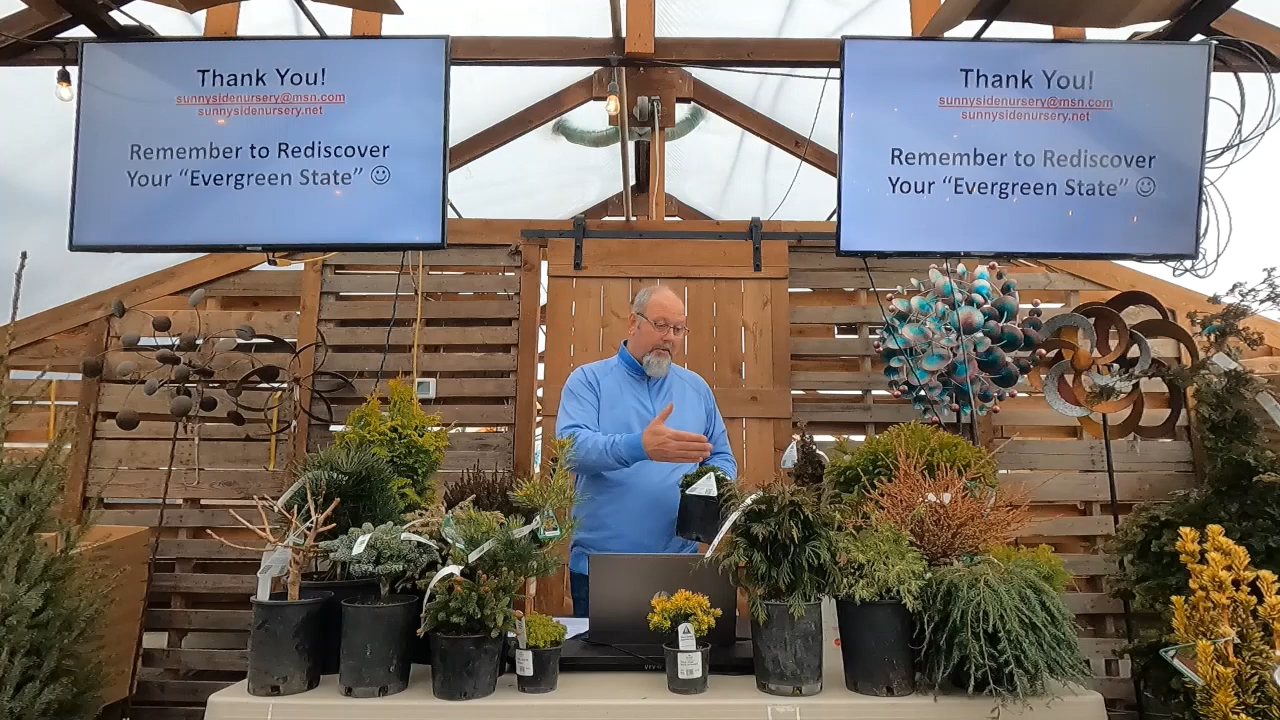 Thank You!
sunnysidenursery@msn.com
sunnysidenursery.net
Remember to Rediscover
Your “Evergreen State” ☺
Thank You!
sunnysidenursery@msn.com
sunnysidenursery.net
Remember to Rediscover
Your “Evergreen State” ☺